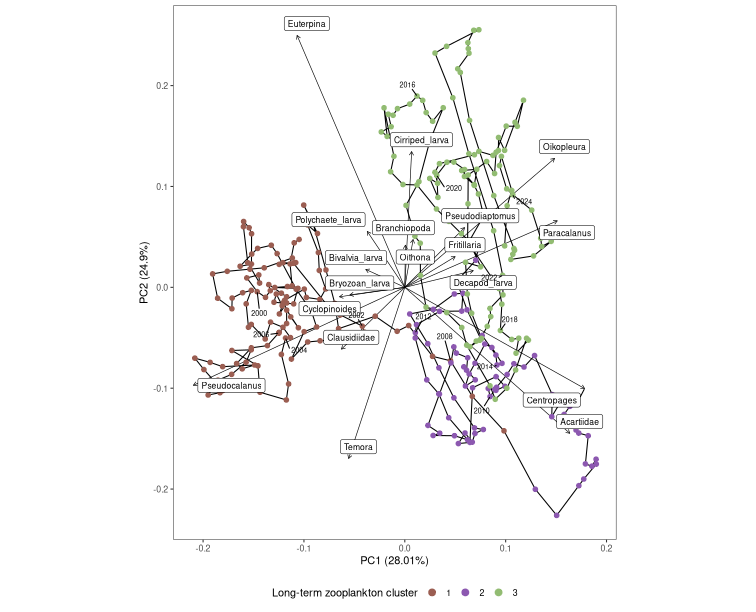 Euterpina
2016
0.2
Cirriped_larva
Oikopleura
0.1
2020
2024
Polychaete_larva
Pseudodiaptomus
Branchiopoda
Paracalanus
Fritillaria
Bivalvia_larva
Oithona
PC2 (24.9%)
2022
Bryozoan_larva
Decapod_larva
0.0
Cyclopinoides
2000
2002
2012
2018
2006
Clausidiidae
2008
2004
2014
Pseudocalanus
-0.1
Centropages
2010
Acartiidae
Temora
-0.2
-0.2
-0.1
0.0
0.1
0.2
PC1 (28.01%)
Long-term zooplankton cluster 1 2 3